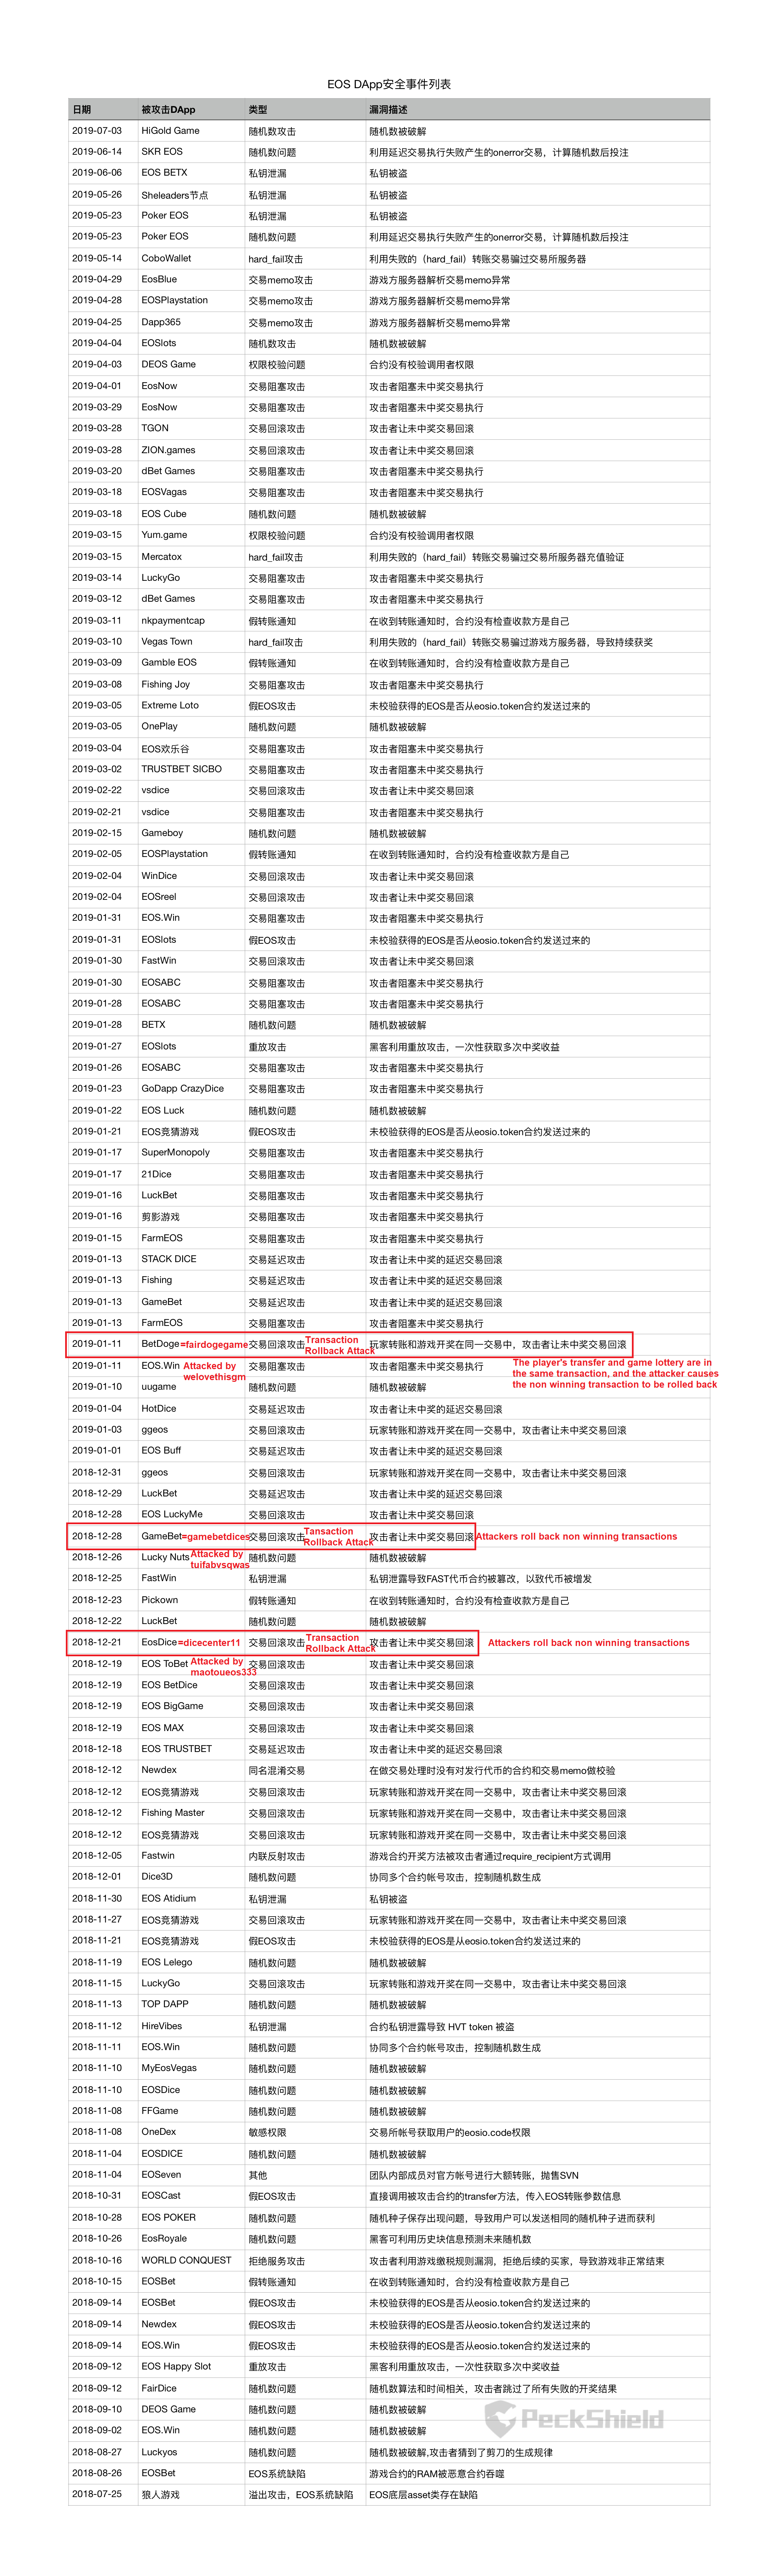 EOS DApp安全事件列表
日期 被攻击DApp 类型 漏洞描述
2019-07-03 HiGold Game 随机数攻击 随机数被破解
2019-06-14 SKR EOS 随机数问题 利用延迟交易执行失败产生的onerror交易，计算随机数后投注
2019-06-06 EOS BETX 私钥泄漏 私钥被盗
2019-05-26 Sheleaders节点 私钥泄漏 私钥被盗
2019-05-23 Poker EOS 私钥泄漏 私钥被盗
2019-05-23 Poker EOS 随机数问题 利用延迟交易执行失败产生的onerror交易，计算随机数后投注
2019-05-14 CoboWallet hard_fail攻击 利用失败的（hard_fail）转账交易骗过交易所服务器
2019-04-29 EosBlue 交易memo攻击 游戏方服务器解析交易memo异常
2019-04-28 EOSPlaystation 交易memo攻击 游戏方服务器解析交易memo异常
2019-04-25 Dapp365 交易memo攻击 游戏方服务器解析交易memo异常
2019-04-04 EOSlots 随机数攻击 随机数被破解
2019-04-03 DEOS Game 权限校验问题 合约没有校验调用者权限
2019-04-01 EosNow 交易阻塞攻击 攻击者阻塞未中奖交易执行
2019-03-29 EosNow 交易阻塞攻击 攻击者阻塞未中奖交易执行
2019-03-28 TGON 交易回滚攻击 攻击者让未中奖交易回滚
2019-03-28 ZION.games 交易回滚攻击 攻击者让未中奖交易回滚
2019-03-20 dBet Games 交易阻塞攻击 攻击者阻塞未中奖交易执行
2019-03-18 EOSVagas 交易阻塞攻击 攻击者阻塞未中奖交易执行
2019-03-18 EOS Cube 随机数问题 随机数被破解
2019-03-15 Yum.game 权限校验问题 合约没有校验调用者权限
2019-03-15 Mercatox hard_fail攻击 利用失败的（hard_fail）转账交易骗过交易所服务器充值验证
2019-03-14 LuckyGo 交易阻塞攻击 攻击者阻塞未中奖交易执行
2019-03-12 dBet Games 交易阻塞攻击 攻击者阻塞未中奖交易执行
2019-03-11 nkpaymentcap 假转账通知 在收到转账通知时，合约没有检查收款方是自己
2019-03-10 Vegas Town hard_fail攻击 利用失败的（hard_fail）转账交易骗过游戏方服务器，导致持续获奖
2019-03-09 Gamble EOS 假转账通知 在收到转账通知时，合约没有检查收款方是自己
2019-03-08 Fishing Joy 交易阻塞攻击 攻击者阻塞未中奖交易执行
2019-03-05 Extreme Loto 假EOS攻击 未校验获得的EOS是否从eosio.token合约发送过来的
2019-03-05 OnePlay 随机数问题 随机数被破解
2019-03-04 EOS欢乐谷 交易阻塞攻击 攻击者阻塞未中奖交易执行
2019-03-02 TRUSTBET SICBO 交易阻塞攻击 攻击者阻塞未中奖交易执行
2019-02-22 vsdice 交易回滚攻击 攻击者让未中奖交易回滚
2019-02-21 vsdice 交易阻塞攻击 攻击者阻塞未中奖交易执行
2019-02-15 Gameboy 随机数问题 随机数被破解
2019-02-05 EOSPlaystation 假转账通知 在收到转账通知时，合约没有检查收款方是自己
2019-02-04 WinDice 交易回滚攻击 攻击者让未中奖交易回滚
2019-02-04 EOSreel 交易回滚攻击 攻击者让未中奖交易回滚
2019-01-31 EOS.Win 交易阻塞攻击 攻击者阻塞未中奖交易执行
2019-01-31 EOSlots 假EOS攻击 未校验获得的EOS是否从eosio.token合约发送过来的
2019-01-30 FastWin 交易回滚攻击 攻击者让未中奖交易回滚
2019-01-30 EOSABC 交易阻塞攻击 攻击者阻塞未中奖交易执行
2019-01-28 EOSABC 交易阻塞攻击 攻击者阻塞未中奖交易执行
2019-01-28 BETX 随机数问题 随机数被破解
2019-01-27 EOSlots 重放攻击 黑客利用重放攻击，一次性获取多次中奖收益
2019-01-26 EOSABC 交易阻塞攻击 攻击者阻塞未中奖交易执行
2019-01-23 GoDapp CrazyDice 交易阻塞攻击 攻击者阻塞未中奖交易执行
2019-01-22 EOS Luck 随机数问题 随机数被破解
2019-01-21 EOS竞猜游戏 假EOS攻击 未校验获得的EOS是否从eosio.token合约发送过来的
2019-01-17 SuperMonopoly 交易阻塞攻击 攻击者阻塞未中奖交易执行
2019-01-17 21Dice 交易阻塞攻击 攻击者阻塞未中奖交易执行
2019-01-16 LuckBet 交易阻塞攻击 攻击者阻塞未中奖交易执行
2019-01-16 剪影游戏 交易阻塞攻击 攻击者阻塞未中奖交易执行
2019-01-15 FarmEOS 交易阻塞攻击 攻击者阻塞未中奖交易执行
2019-01-13 STACK DICE 交易延迟攻击 攻击者让未中奖的延迟交易回滚
2019-01-13 Fishing 交易延迟攻击 攻击者让未中奖的延迟交易回滚
2019-01-13 GameBet 交易延迟攻击 攻击者让未中奖的延迟交易回滚
2019-01-13 FarmEOS 交易阻塞攻击 攻击者阻塞未中奖交易执行
2019-01-11 BetDoge=fairdogegame 交易回滚攻击 Transaction Rollback Attack 玩家转账和游戏开奖在同一交易中，攻击者让未中奖交易回滚
2019-01-11 EOS.Win Attacked by welovethisgm 交易阻塞攻击 攻击者阻塞未中奖交易执行
The player's transfer and game lottery are in
the same transaction, and the attacker causes
the non winning transaction to be rolled back
2019-01-10 uugame 随机数问题 随机数被破解
2019-01-04 HotDice 交易延迟攻击 攻击者让未中奖的延迟交易回滚
2019-01-03 ggeos 交易回滚攻击 玩家转账和游戏开奖在同一交易中，攻击者让未中奖交易回滚
2019-01-01 EOS Buff 交易延迟攻击 攻击者让未中奖的延迟交易回滚
2018-12-31 ggeos 交易回滚攻击 玩家转账和游戏开奖在同一交易中，攻击者让未中奖交易回滚
2018-12-29 LuckBet 交易延迟攻击 攻击者让未中奖的延迟交易回滚
2018-12-28 EOS LuckyMe 交易回滚攻击 攻击者让未中奖交易回滚
2018-12-28 GameBet=gamebetdices 交易回滚攻击 Tansaction Rollback Attack 攻击者让未中奖交易回滚 Attackers roll back non winning transactions
2018-12-26 Lucky Nuts Attacked by tuifabvsqwas 随机数问题 随机数被破解
2018-12-25 FastWin 私钥泄漏 私钥泄露导致FAST代币合约被篡改，以致代币被增发
2018-12-23 Pickown 假转账通知 在收到转账通知时，合约没有检查收款方是自己
2018-12-22 LuckBet 随机数问题 随机数被破解
2018-12-21 EosDice=dicecenter11 交易回滚攻击 Transaction Rollback Attack 攻击者让未中奖交易回滚 Attackers roll back non winning transactions
2018-12-19 EOS ToBet Attacked by maotoueos333 交易回滚攻击 攻击者让未中奖交易回滚
2018-12-19 EOS BetDice 交易回滚攻击 攻击者让未中奖交易回滚
2018-12-19 EOS BigGame 交易回滚攻击 攻击者让未中奖交易回滚
2018-12-19 EOS MAX 交易回滚攻击 攻击者让未中奖交易回滚
2018-12-18 EOS TRUSTBET 交易延迟攻击 攻击者让未中奖的延迟交易回滚
2018-12-12 Newdex 同名混淆交易 在做交易处理时没有对发行代币的合约和交易memo做校验
2018-12-12 EOS竞猜游戏 交易回滚攻击 玩家转账和游戏开奖在同一交易中，攻击者让未中奖交易回滚
2018-12-12 Fishing Master 交易回滚攻击 玩家转账和游戏开奖在同一交易中，攻击者让未中奖交易回滚
2018-12-12 EOS竞猜游戏 交易回滚攻击 玩家转账和游戏开奖在同一交易中，攻击者让未中奖交易回滚
2018-12-05 Fastwin 内联反射攻击 游戏合约开奖方法被攻击者通过require_recipient方式调用
2018-12-01 Dice3D 随机数问题 协同多个合约帐号攻击，控制随机数生成
2018-11-30 EOS Atidium 私钥泄漏 私钥被盗
2018-11-27 EOS竞猜游戏 交易回滚攻击 玩家转账和游戏开奖在同一交易中，攻击者让未中奖交易回滚
2018-11-21 EOS竞猜游戏 假EOS攻击 未校验获得的EOS是从eosio.token合约发送过来的
2018-11-19 EOS Lelego 随机数问题 随机数被破解
2018-11-15 LuckyGo 交易回滚攻击 玩家转账和游戏开奖在同一交易中，攻击者让未中奖交易回滚
2018-11-13 TOP DAPP 随机数问题 随机数被破解
2018-11-12 HireVibes 私钥泄漏 合约私钥泄露导致 HVT token 被盗
2018-11-11 EOS.Win 随机数问题 协同多个合约帐号攻击，控制随机数生成
2018-11-10 MyEosVegas 随机数问题 随机数被破解
2018-11-10 EOSDice 随机数问题 随机数被破解
2018-11-08 FFGame 随机数问题 随机数被破解
2018-11-08 OneDex 敏感权限 交易所帐号获取用户的eosio.code权限
2018-11-04 EOSDICE 随机数问题 随机数被破解
2018-11-04 EOSeven 其他 团队内部成员对官方帐号进行大额转账，抛售SVN
2018-10-31 EOSCast 假EOS攻击 直接调用被攻击合约的transfer方法，传入EOS转账参数信息
2018-10-28 EOS POKER 随机数问题 随机种子保存出现问题，导致用户可以发送相同的随机种子进而获利
2018-10-26 EosRoyale 随机数问题 黑客可利用历史块信息预测未来随机数
2018-10-16 WORLD CONQUEST 拒绝服务攻击 攻击者利用游戏缴税规则漏洞，拒绝后续的买家，导致游戏非正常结束
2018-10-15 EOSBet 假转账通知 在收到转账通知时，合约没有检查收款方是自己
2018-09-14 EOSBet 假EOS攻击 未校验获得的EOS是否从eosio.token合约发送过来的
2018-09-14 Newdex 假EOS攻击 未校验获得的EOS是否从eosio.token合约发送过来的
2018-09-14 EOS.Win 假EOS攻击 未校验获得的EOS是否从eosio.token合约发送过来的
2018-09-12 EOS Happy Slot 重放攻击 黑客利用重放攻击，一次性获取多次中奖收益
2018-09-12 FairDice 随机数问题 随机数算法和时间相关，攻击者跳过了所有失败的开奖结果
2018-09-10 DEOS Game 随机数问题 随机数被破解
PeckShield
2018-09-02 EOS.Win 随机数问题 随机数被破解
2018-08-27 Luckyos 随机数问题 随机数被破解,攻击者猜到了剪刀的生成规律
2018-08-26 EOSBet EOS系统缺陷 游戏合约的RAM被恶意合约吞噬
2018-07-25 狼人游戏 溢出攻击，EOS系统缺陷 EOS底层asset类存在缺陷